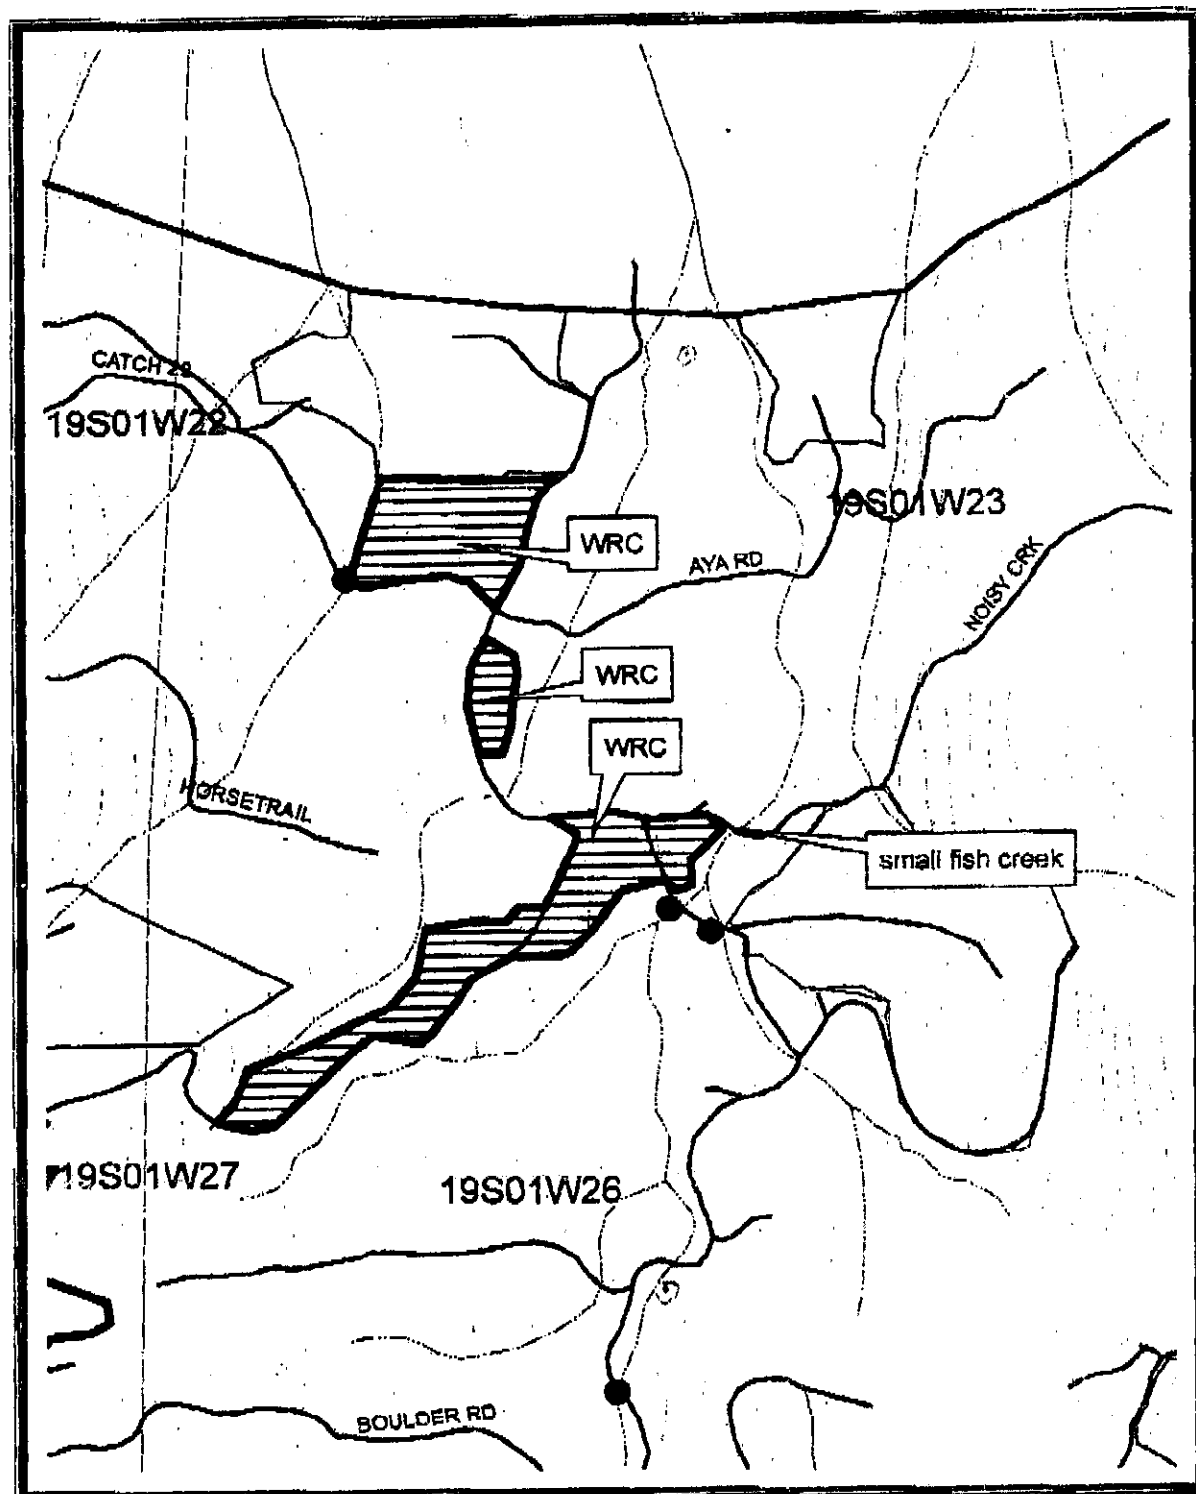 CATCH 22
19S01W22
19S01W23
WRC
AYA RD
NOISY CRK
WRC
WRC
HORSETRAIL
small fish creek
19S01W27
19S01W26
BOULDER RD